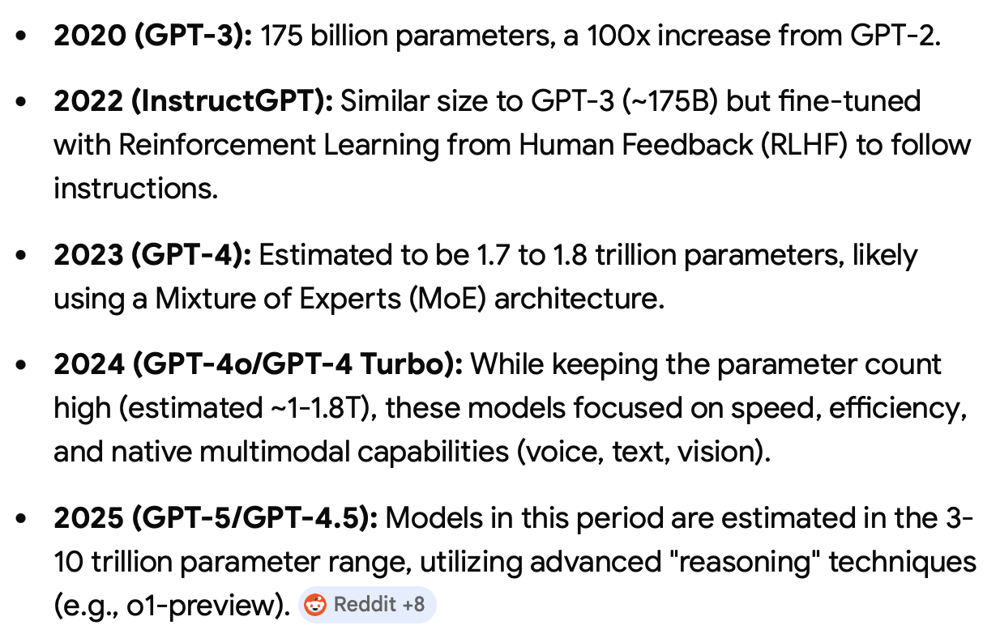 • 2020 (GPT-3): 175 billion parameters, a 100x increase from GPT-2.
• 2022 (InstructGPT): Similar size to GPT-3 (~175B) but fine-tuned
with Reinforcement Learning from Human Feedback (RLHF) to follow
instructions.
• 2023 (GPT-4): Estimated to be 1.7 to 1.8 trillion parameters, likely
using a Mixture of Experts (MoE) architecture.
• 2024 (GPT-4o/GPT-4 Turbo): While keeping the parameter count
high (estimated ~1-1.8T), these models focused on speed, efficiency,
and native multimodal capabilities (voice, text, vision).
• 2025 (GPT-5/GPT-4.5): Models in this period are estimated in the 3-
10 trillion parameter range, utilizing advanced "reasoning" techniques
(e.g., o1-preview). Reddit +8